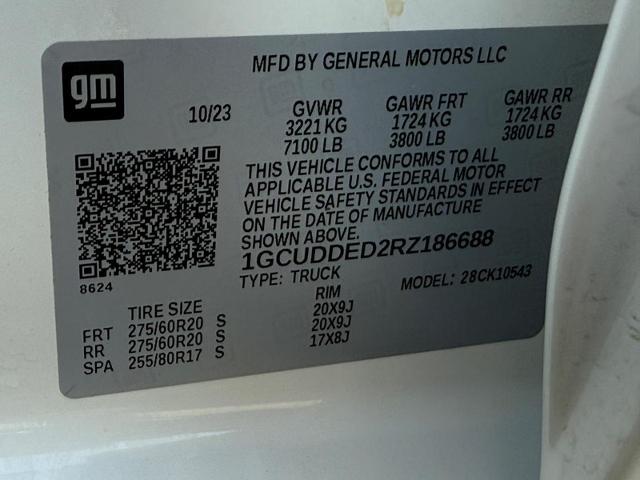 gm
MFD BY GENERAL MOTORS LLC
10/23 GVWR GAWR FRT GAWR RR
3221 KG 1724 KG 1724 KG
7100 LB 3800 LB 3800 LB
THIS VEHICLE CONFORMS TO ALL
APPLICABLE U.S. FEDERAL MOTOR
VEHICLE SAFETY STANDARDS IN EFFECT
ON THE DATE OF MANUFACTURE
SHOWN ABOVE.
1GCUDDED2RZ186688
8624
TYPE: TRUCK MODEL: 28CK10543
TIRE SIZE RIM
FRT 275/60R20 S 20X9J
RR 275/60R20 S 20X9J
SPA 255/80R17 S 17X8J